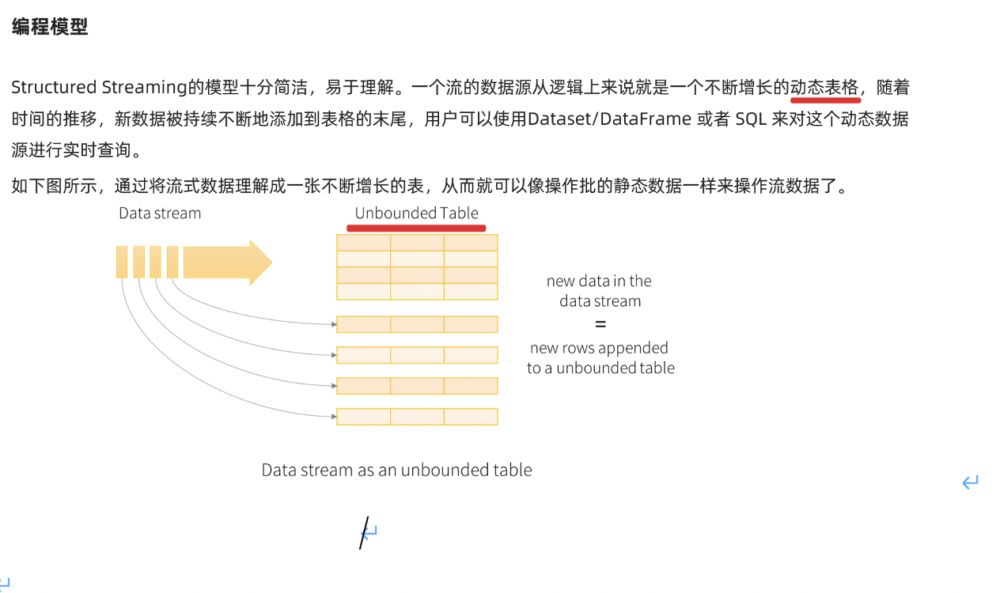 编程模型
Structured Streaming的模型十分简洁，易于理解。一个流的数据源从逻辑上来说就是一个不断增长的动态表格，随着
时间的推移，新数据被持续不断地添加到表格的末尾，用户可以使用Dataset/DataFrame 或者 SQL 来对这个动态数据
源进行实时查询。
如下图所示，通过将流式数据理解成一张不断增长的表，从而就可以像操作批的静态数据一样来操作流数据了。
Data stream
Unbounded Table
new data in the
data stream
=
new rows appended
to a unbounded table
Data stream as an unbounded table